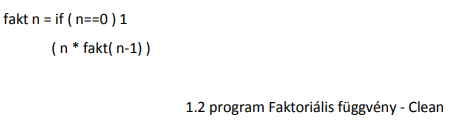 fakt n = if ( n==0 ) 1
( n * fakt( n-1) )
1.2 program Faktoriális függvény - Clean